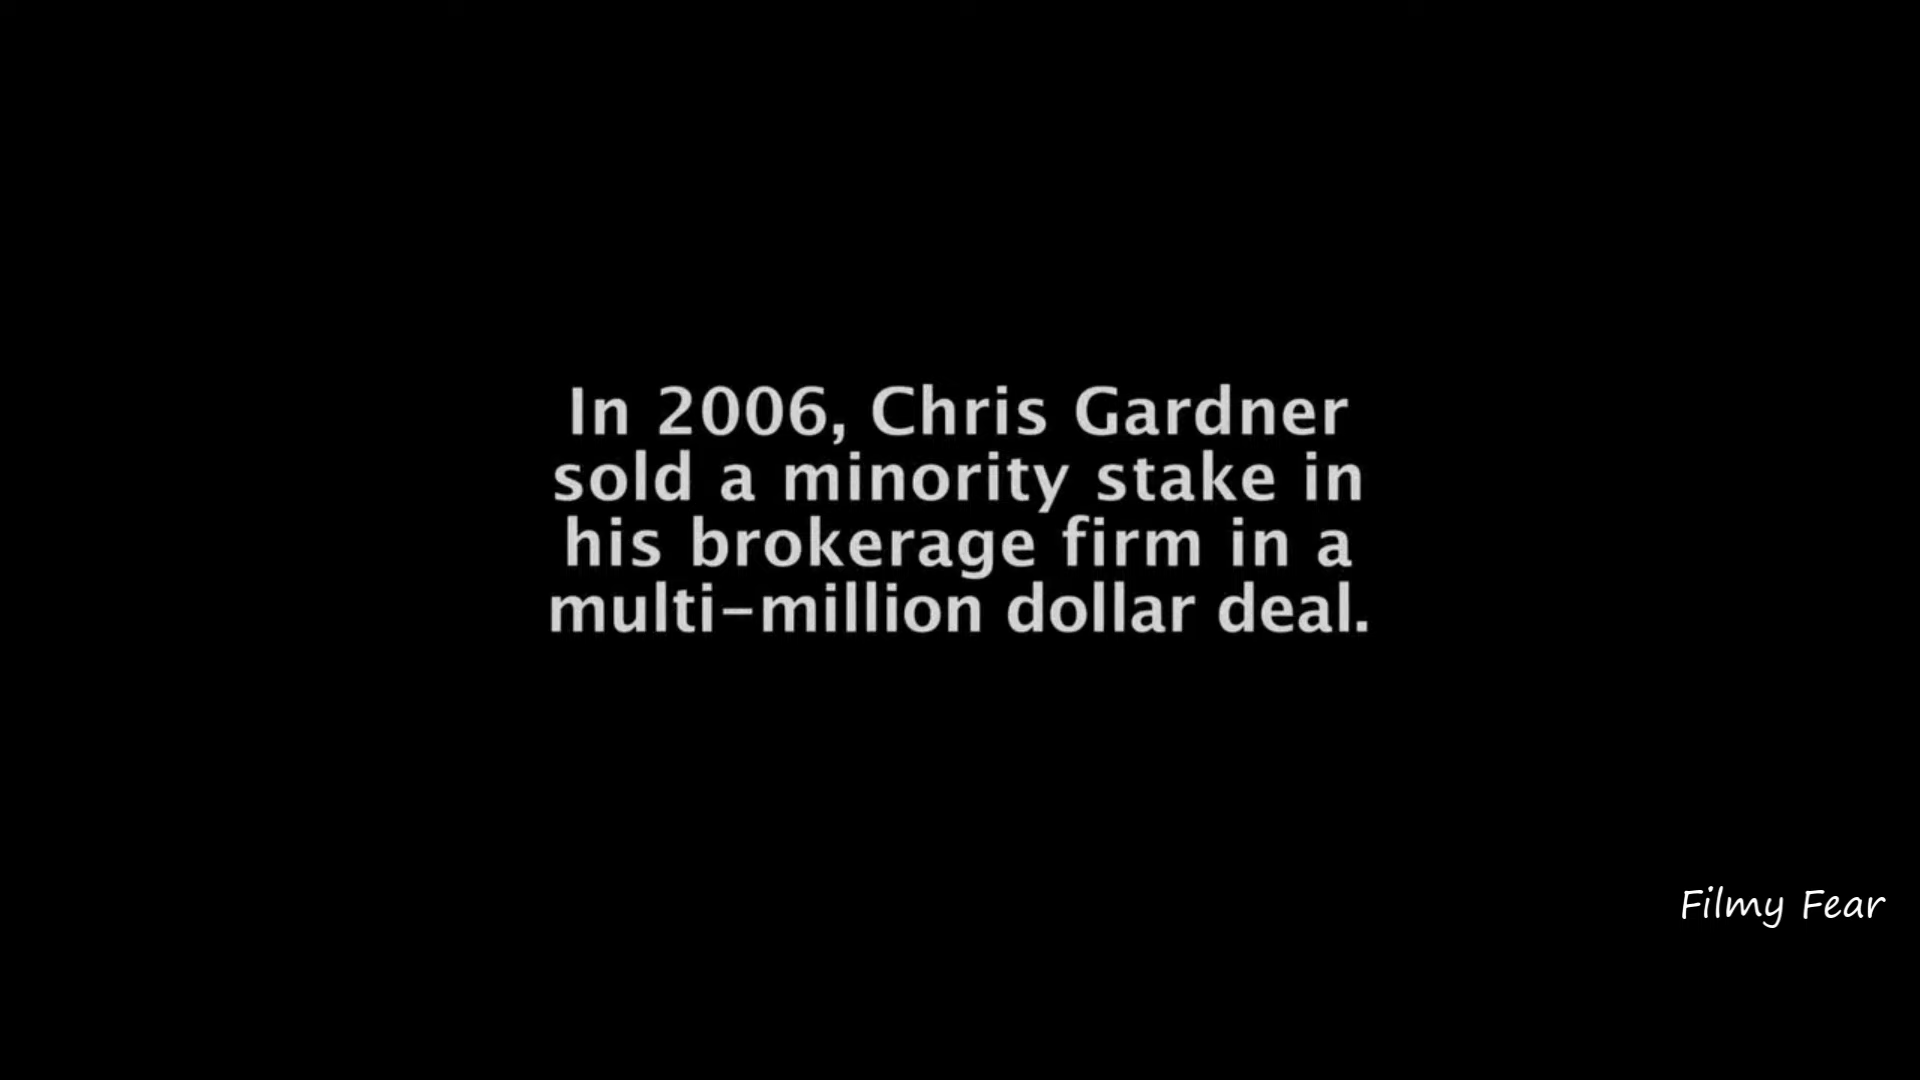 In 2006, Chris Gardner
sold a minority stake in
his brokerage firm in a
multi-million dollar deal.
Filmy Fear